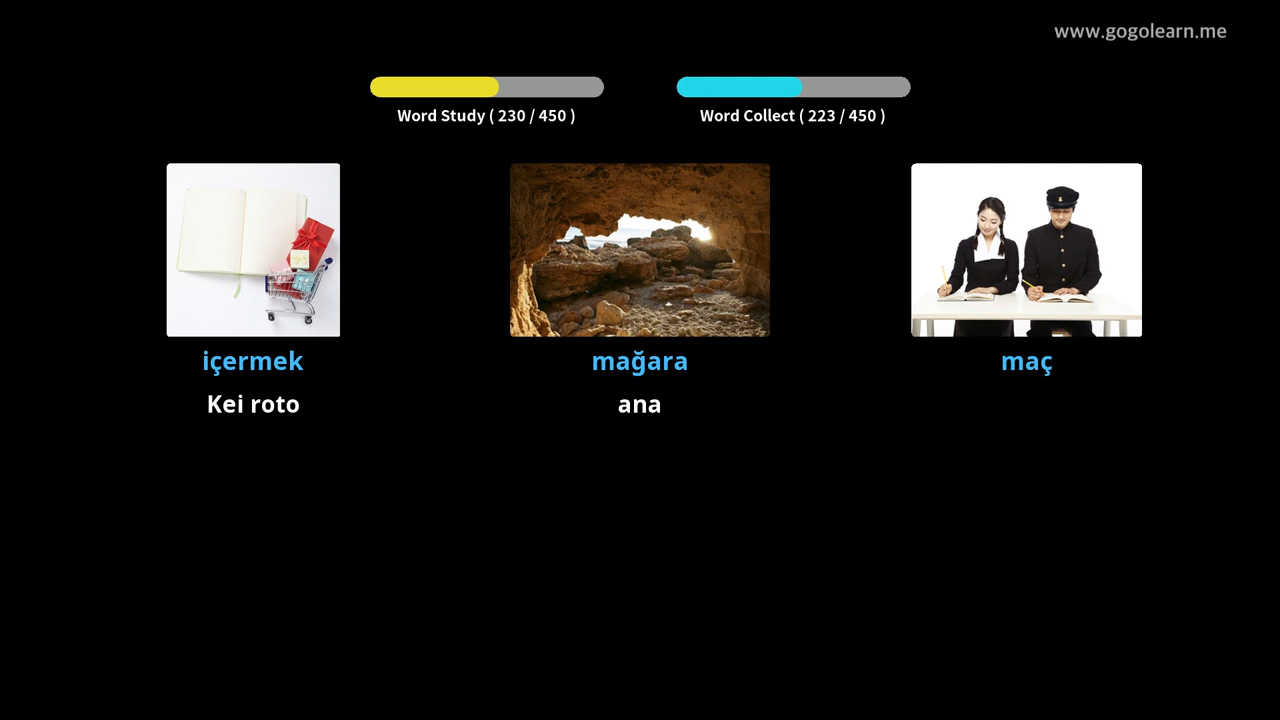 www.gogolearn.me
Word Study ( 230 / 450 )
Word Collect ( 223 / 450 )
içermek
mağara
maç
Kei roto
ana